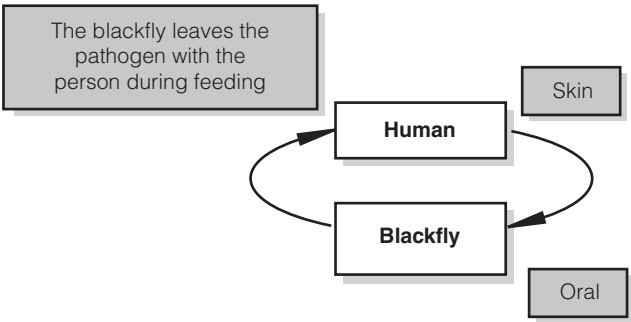 The blackfly leaves the
pathogen with the
person during feeding
Skin
Human
Blackfly
Oral